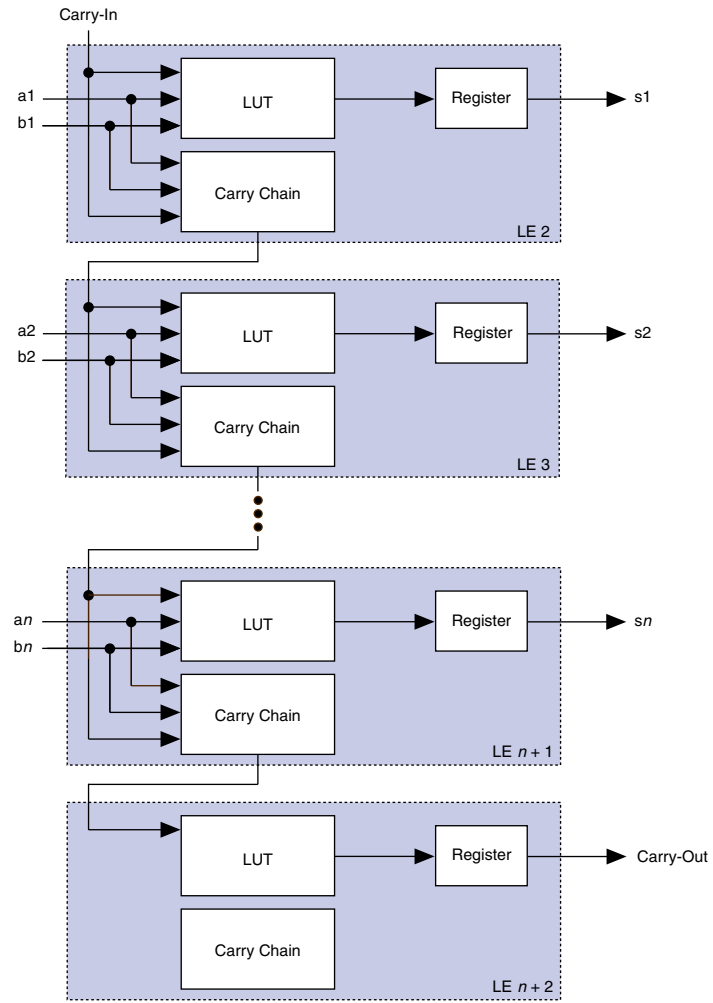 Carry-In
a1
b1
LUT
Register
s1
Carry Chain
LE 2
a2
b2
LUT
Register
s2
Carry Chain
LE 3
an
bn
LUT
Register
sn
Carry Chain
LE n + 1
LUT
Register
Carry-Out
Carry Chain
LE n + 2